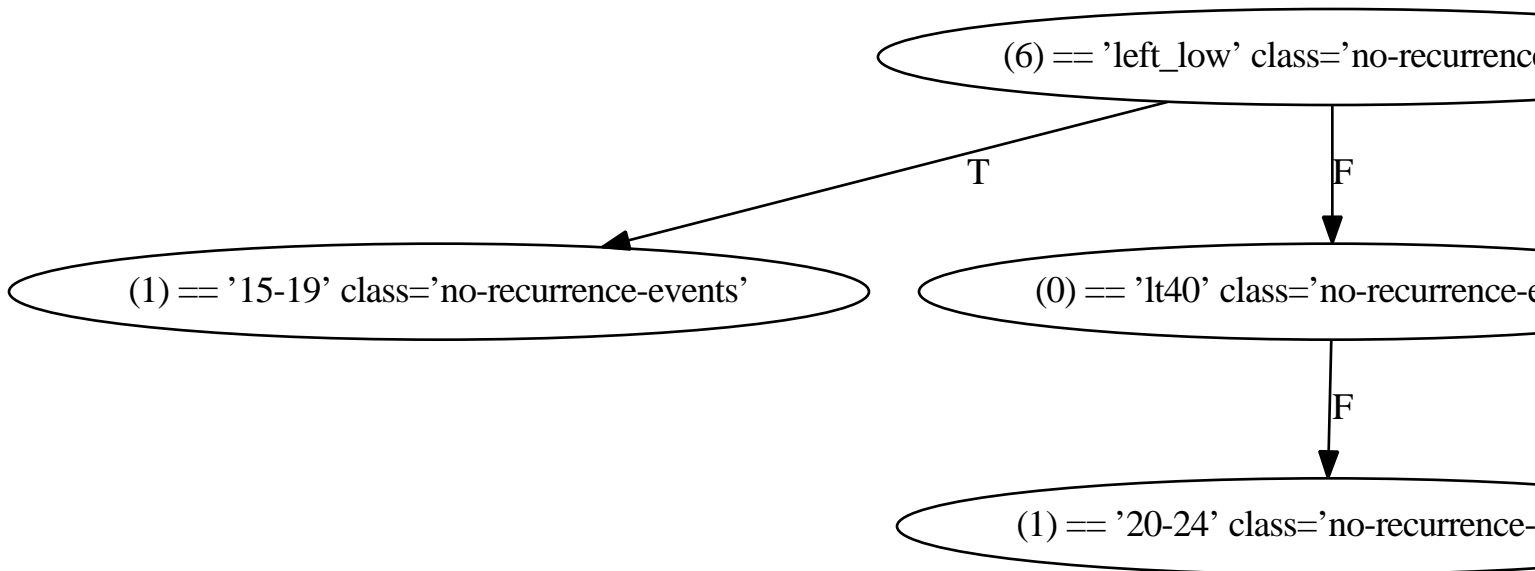 (6) == ’left_low’ class=’no-recurrence
T
F
(1) == ’15-19’ class=’no-recurrence-events’
(0) == ’lt40’ class=’no-recurrence-e
F
(1) == ’20-24’ class=’no-recurrence-